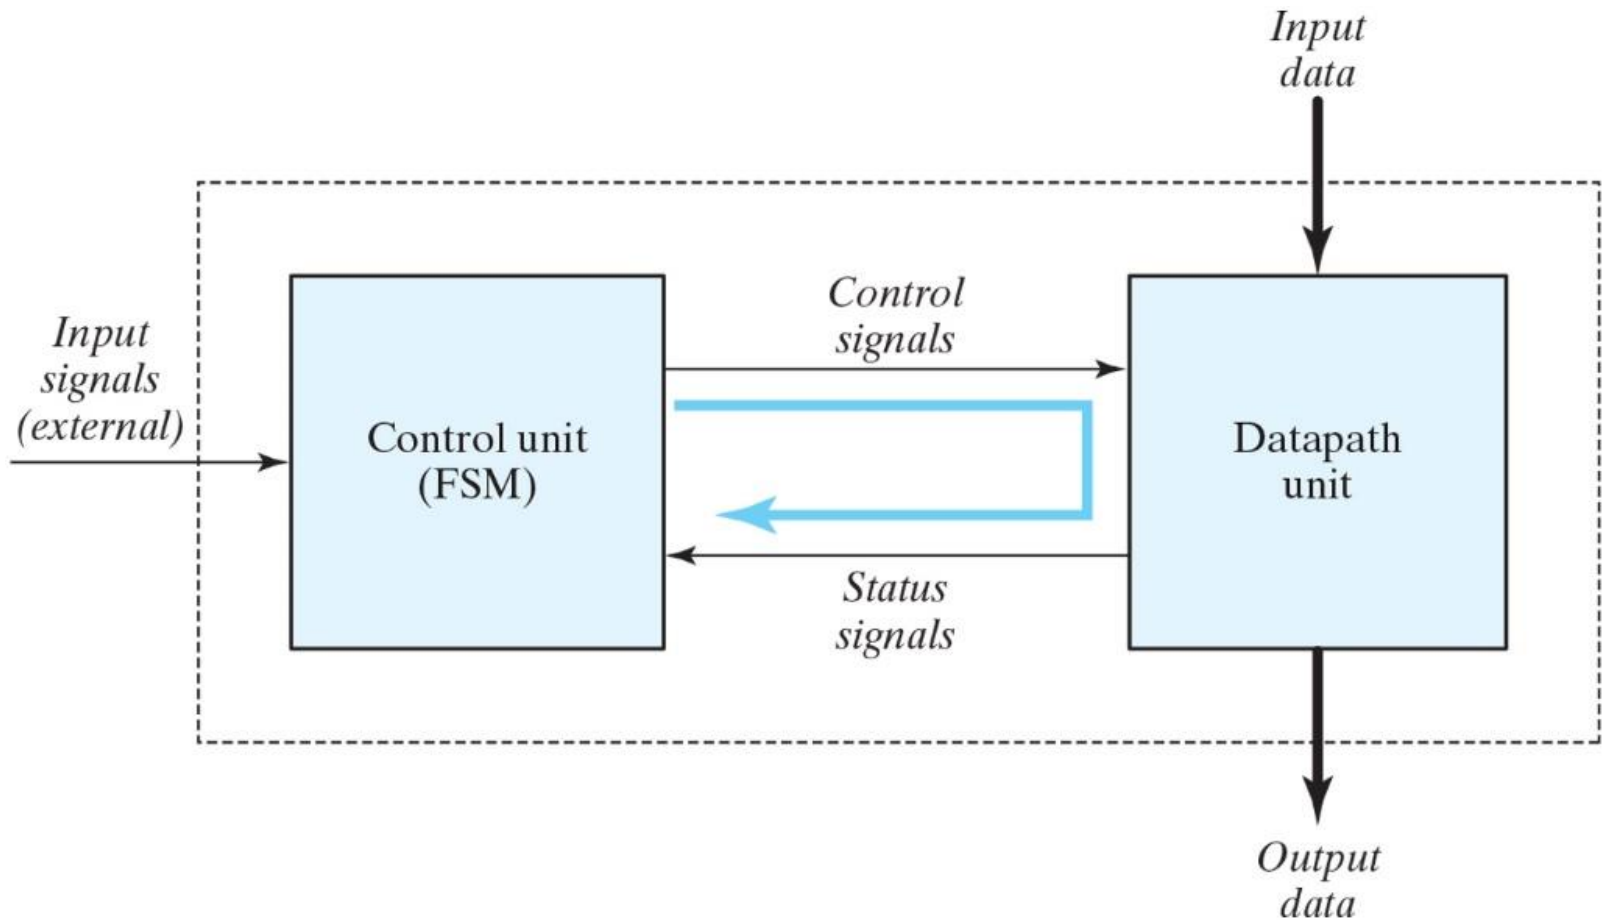 Input
data
Control
signals
Input
signals
(external)
Control unit
(FSM)
Datapath
unit
Status
signals
Output
data